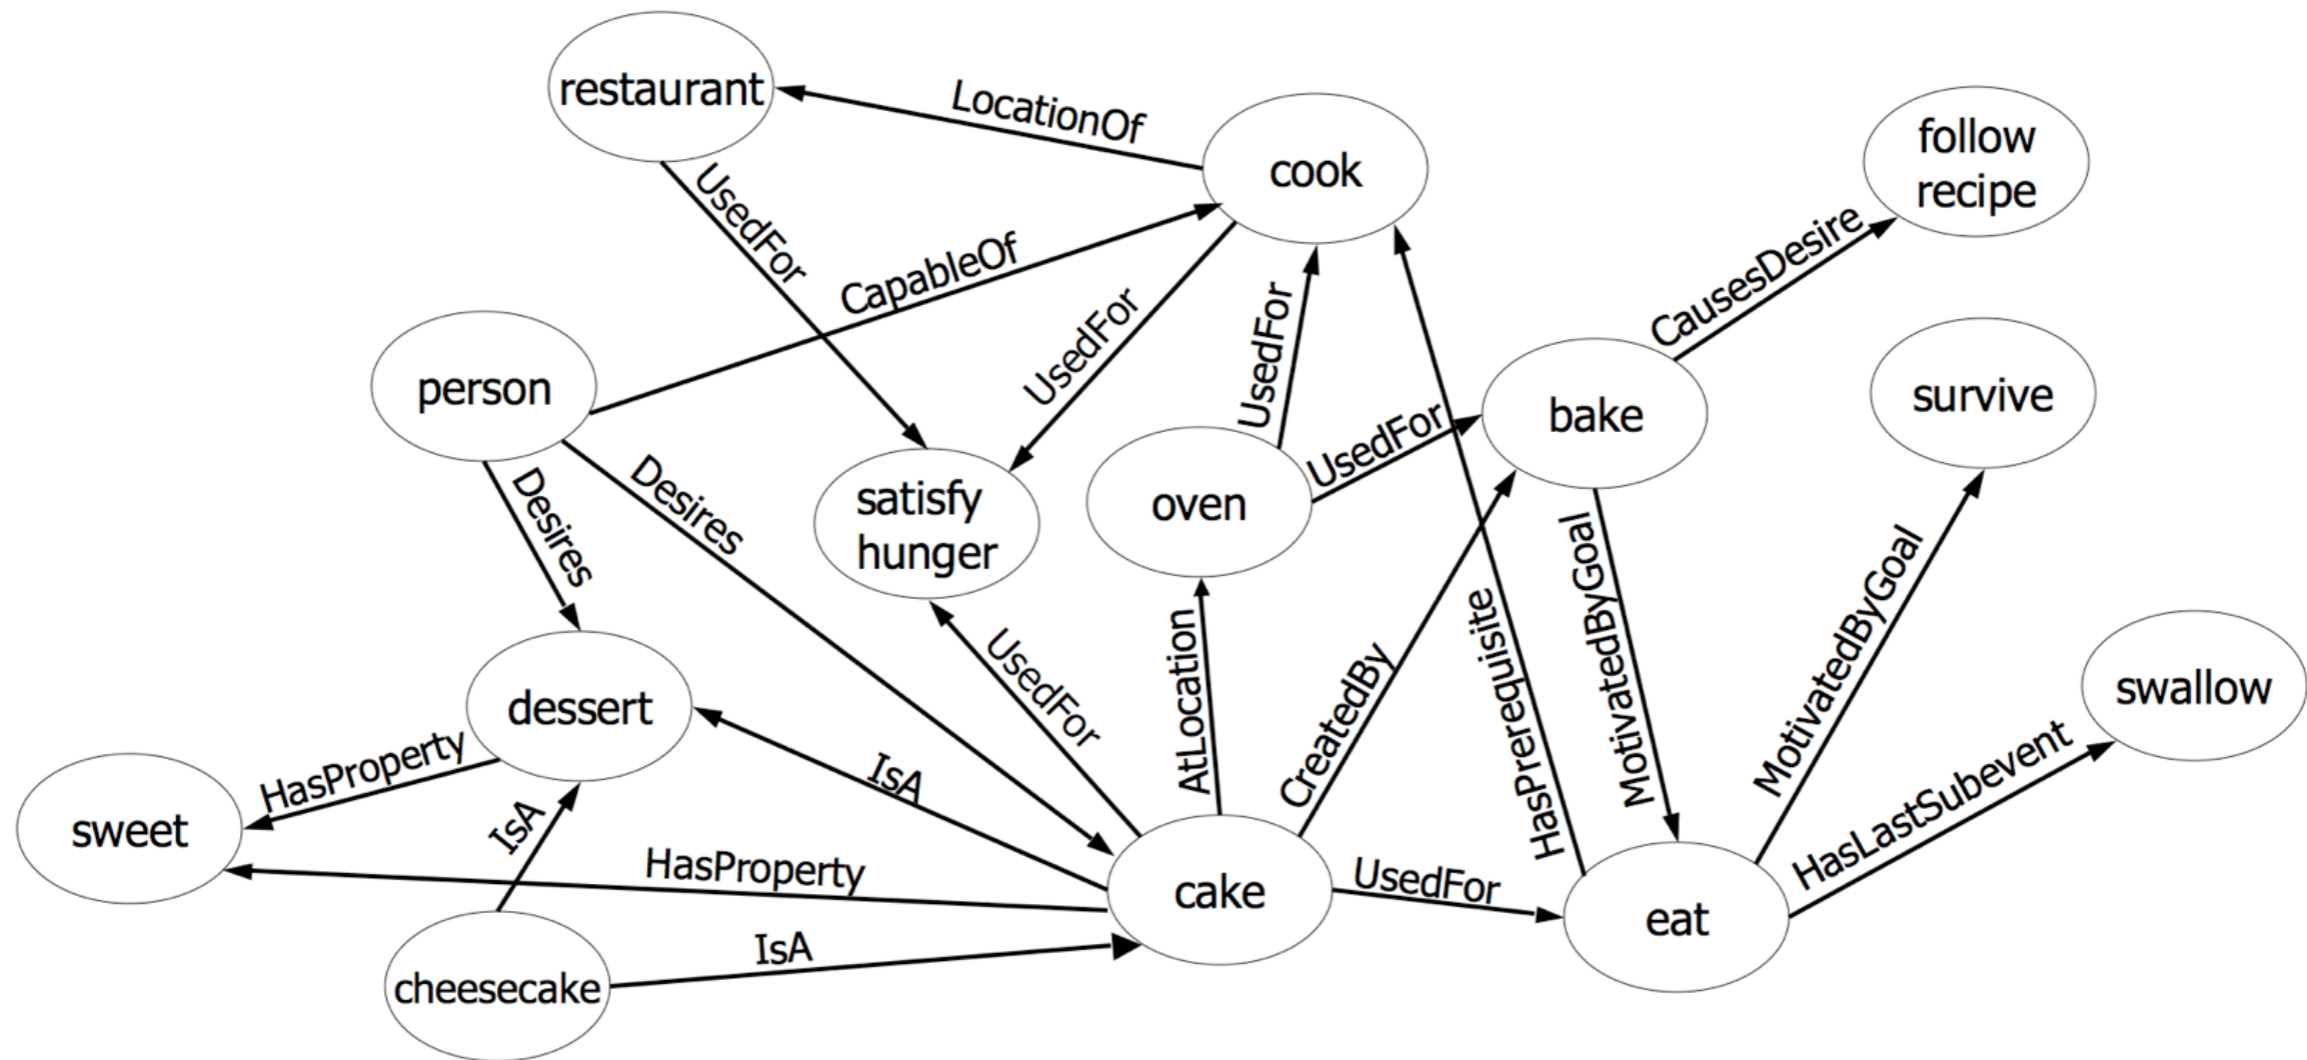 restaurant
LocationOf
cook
follow
recipe
UsedFor
CapableOf
UsedFor
UsedFor
CausesDesire
person
bake
survive
Desires
Desires
satisfy
hunger
oven
UsedFor
MotivatedByGoal
MotivatedByGoal
HasPrerequisite
AtLocation
CreatedBy
UsedFor
dessert
swallow
HasProperty
IsA
HasLastSubevent
sweet
IsA
HasProperty
cake
UsedFor
eat
cheesecake
IsA